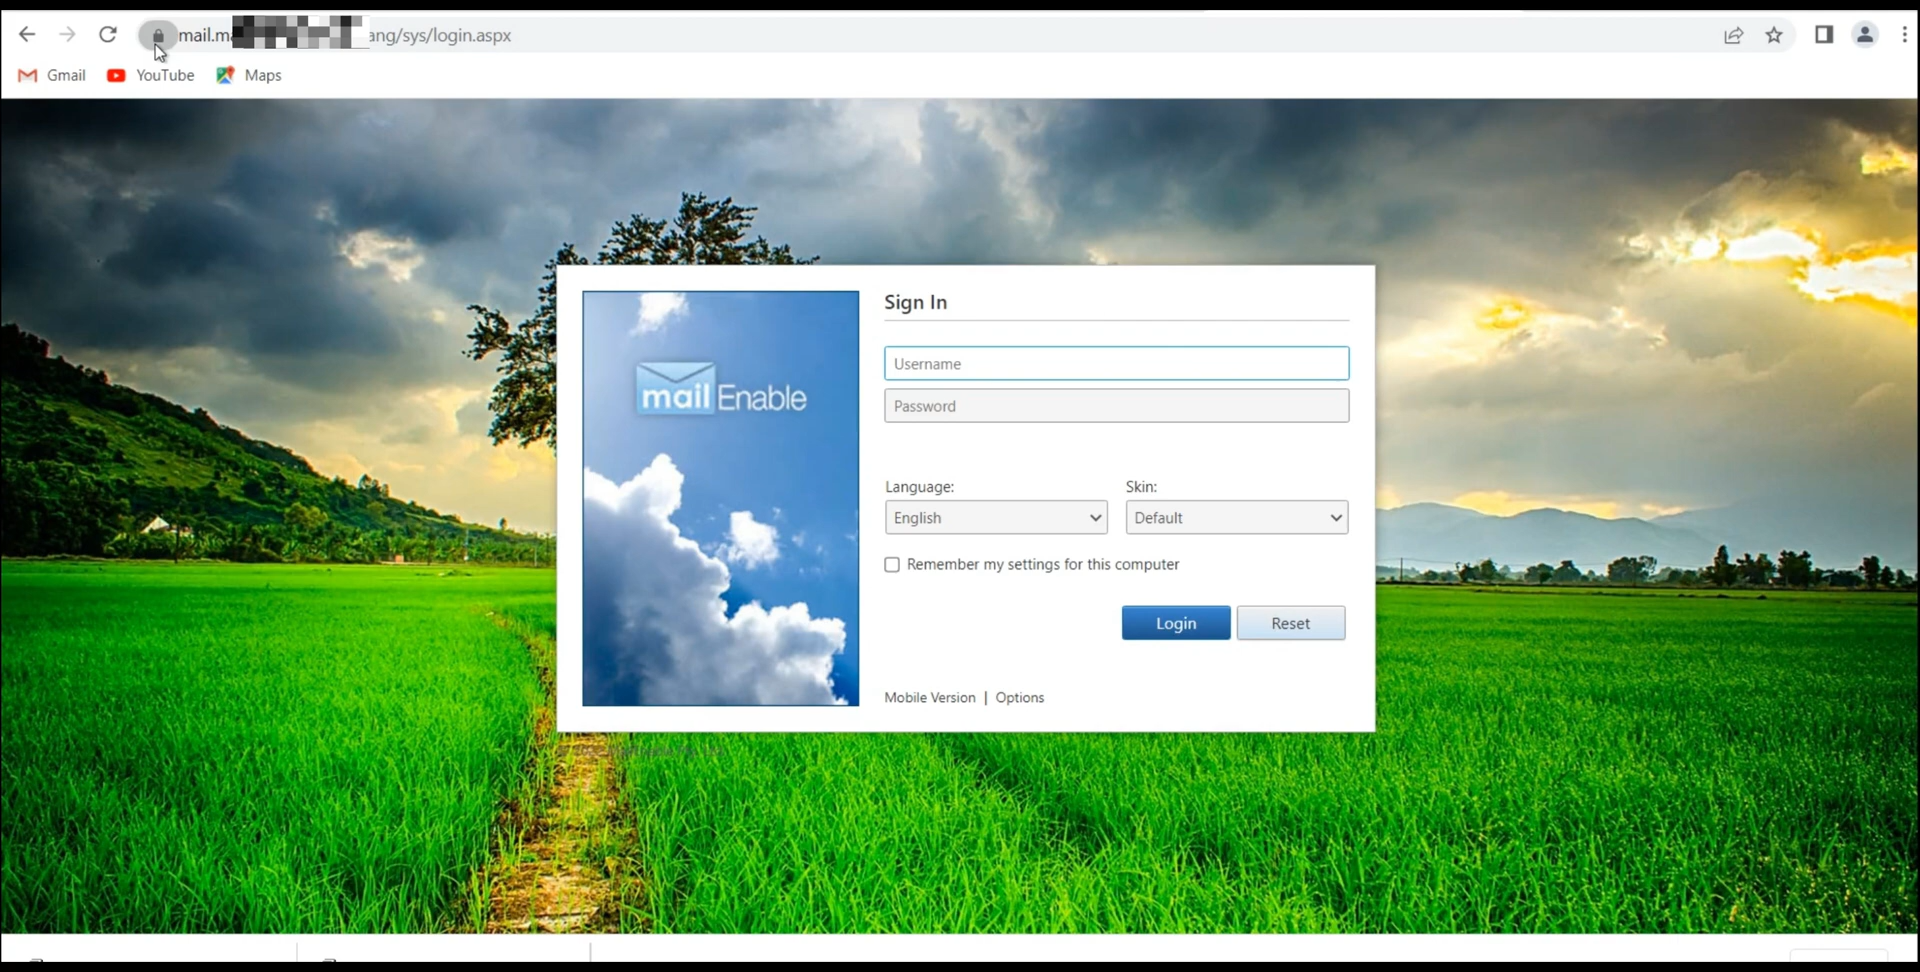 mail.m ang/sys/login.aspx
Gmail YouTube Maps
mail Enable
Sign In
Username
Password
Language: Skin:
English Default
Remember my settings for this computer
Login Reset
Mobile Version | Options